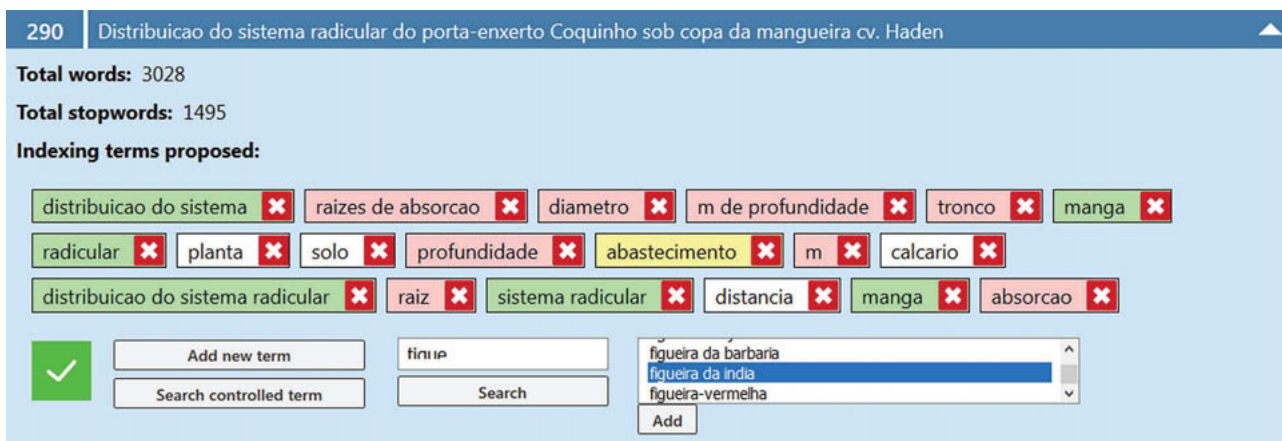 290 Distribuicao do sistema radicular do porta-enxerto Coquinho sob copa da mangueira cv. Haden
Total words: 3028
Total stopwords: 1495
Indexing terms proposed:
distribuicao do sistema raizes de absorcao diametro m de profundidade tronco manga
radicular planta solo profundidade abastecimento m calcario
distribuicao do sistema radicular raiz sistema radicular distancia manga absorcao
Add new term
Search controlled term
figue
Search
figueira da barbaria
figueira da india
figueira-vermelha
Add